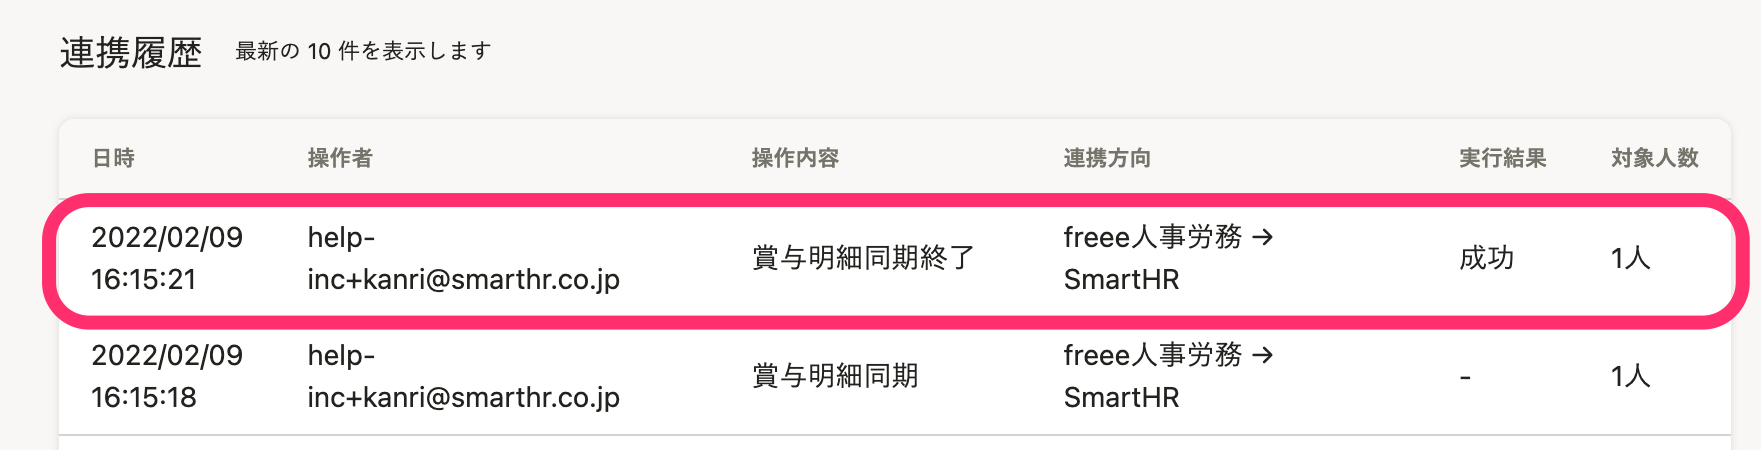 連携履歴 最新の 10 件を表示します
日時 操作者 操作内容 連携方向 実行結果 対象人数
2022/02/09 help- freee人事労務 →
賞与明細同期終了 成功 1人
16:15:21 inc+kanri@smarthr.co.jp SmartHR
2022/02/09 help- freee人事労務 →
賞与明細同期 - 1人
16:15:18 inc+kanri@smarthr.co.jp SmartHR